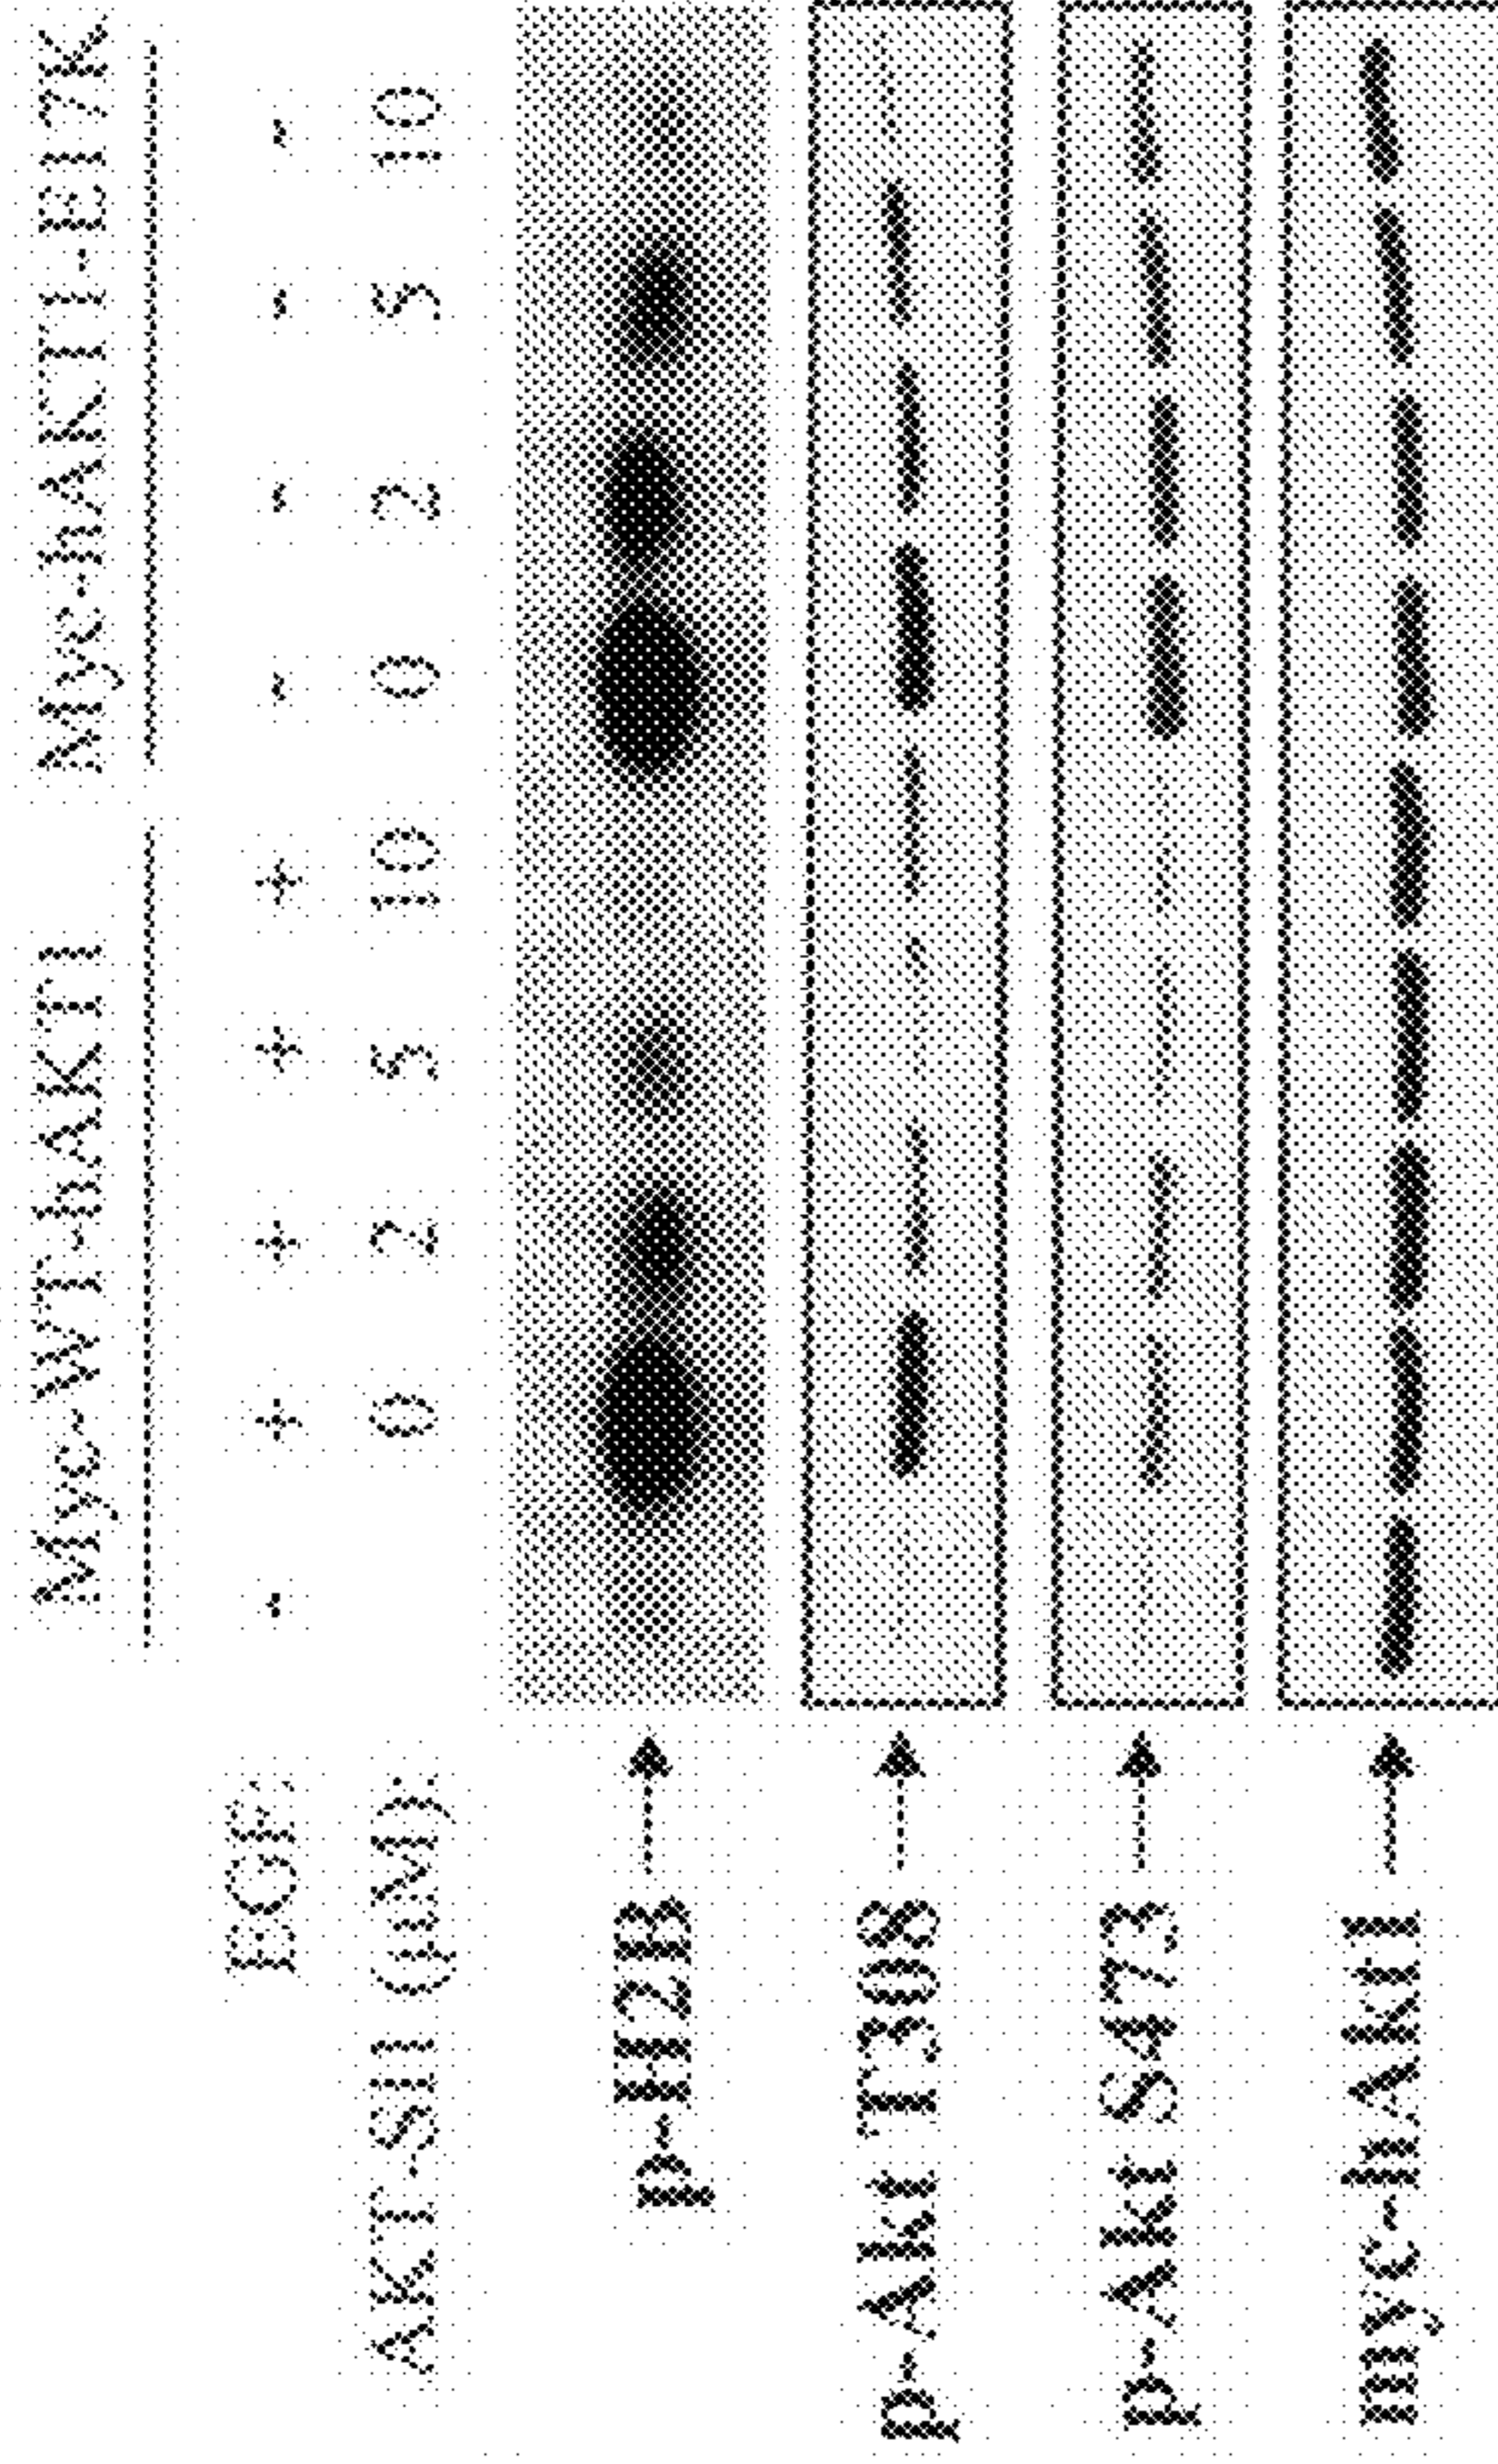 Myc-WT-hAKT1 Myc-hAKT1-E17K
EGF: - + + + + - - - -
AKT-SI1 (µM): 0 2 5 10 0 2 5 10
p-H2B
p-Akt T308
p-Akt S473
myc-hAkt1